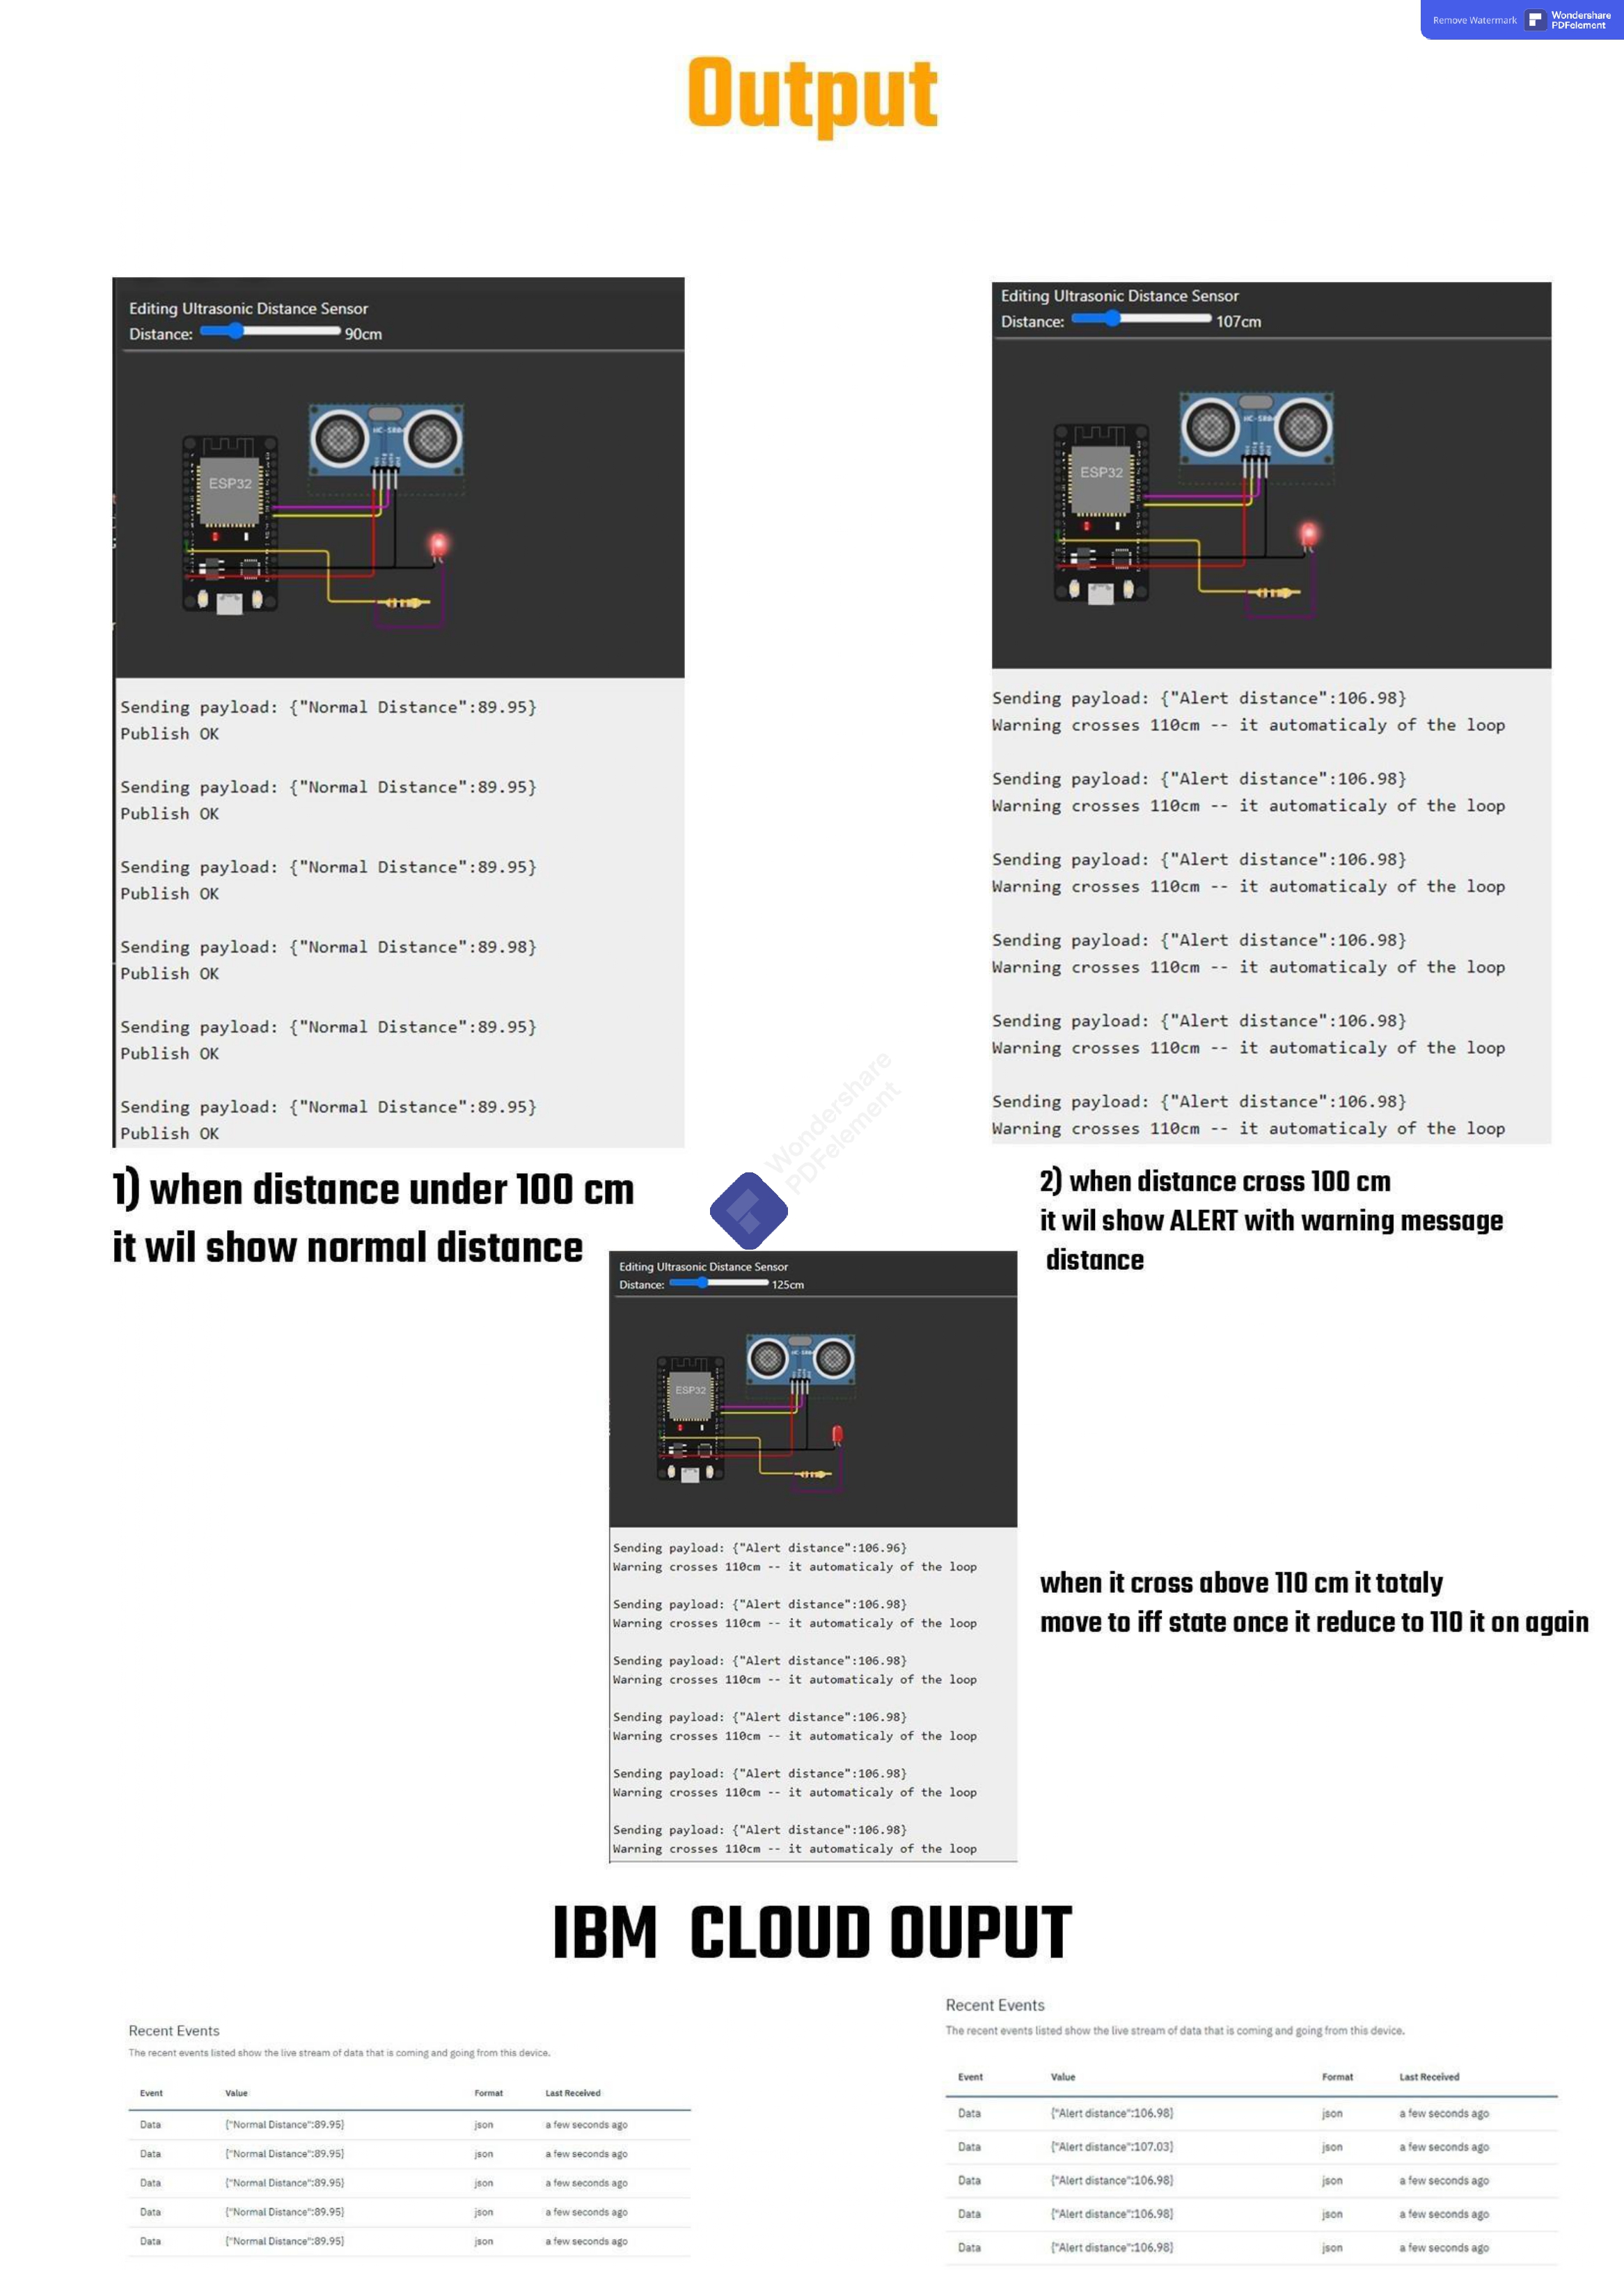 Remove Watermark
Wondershare
PDFelement
Output
Editing Ultrasonic Distance Sensor
Distance:
90cm
ESP32
Sending payload: {"Normal Distance":89.95}
Publish OK
Sending payload: {"Normal Distance":89.95}
Publish OK
Sending payload: {"Normal Distance":89.95}
Publish OK
Sending payload: {"Normal Distance":89.98}
Publish OK
Sending payload: {"Normal Distance":89.95}
Publish OK
Sending payload: {"Normal Distance":89.95}
Publish OK
1) when distance under 100 cm
it wil show normal distance
Editing Ultrasonic Distance Sensor
Distance:
107cm
ESP32
Sending payload: {"Alert distance":106.98}
Warning crosses 110cm -- it automaticaly of the loop
Sending payload: {"Alert distance":106.98}
Warning crosses 110cm -- it automaticaly of the loop
Sending payload: {"Alert distance":106.98}
Warning crosses 110cm -- it automaticaly of the loop
Sending payload: {"Alert distance":106.98}
Warning crosses 110cm -- it automaticaly of the loop
Sending payload: {"Alert distance":106.98}
Warning crosses 110cm -- it automaticaly of the loop
Sending payload: {"Alert distance":106.98}
Warning crosses 110cm -- it automaticaly of the loop
2) when distance cross 100 cm
it wil show ALERT with warning message
distance
Wondershare
PDFelement
Editing Ultrasonic Distance Sensor
Distance:
125cm
ESP32
Sending payload: {"Alert distance":106.96}
Warning crosses 110cm -- it automaticaly of the loop
Sending payload: {"Alert distance":106.98}
Warning crosses 110cm -- it automaticaly of the loop
Sending payload: {"Alert distance":106.98}
Warning crosses 110cm -- it automaticaly of the loop
Sending payload: {"Alert distance":106.98}
Warning crosses 110cm -- it automaticaly of the loop
Sending payload: {"Alert distance":106.98}
Warning crosses 110cm -- it automaticaly of the loop
Sending payload: {"Alert distance":106.98}
Warning crosses 110cm -- it automaticaly of the loop
when it cross above 110 cm it totaly
move to iff state once it reduce to 110 it on again
IBM CLOUD OUPUT
Recent Events
The recent events listed show the live stream of data that is coming and going from this device.
Event Value Format Last Received
Data {"Normal Distance":89.95} json a few seconds ago
Data {"Normal Distance":89.95} json a few seconds ago
Data {"Normal Distance":89.95} json a few seconds ago
Data {"Normal Distance":89.95} json a few seconds ago
Data {"Normal Distance":89.95} json a few seconds ago
Recent Events
The recent events listed show the live stream of data that is coming and going from this device.
Event Value Format Last Received
Data {"Alert distance":106.98} json a few seconds ago
Data {"Alert distance":107.03} json a few seconds ago
Data {"Alert distance":106.98} json a few seconds ago
Data {"Alert distance":106.98} json a few seconds ago
Data {"Alert distance":106.98} json a few seconds ago